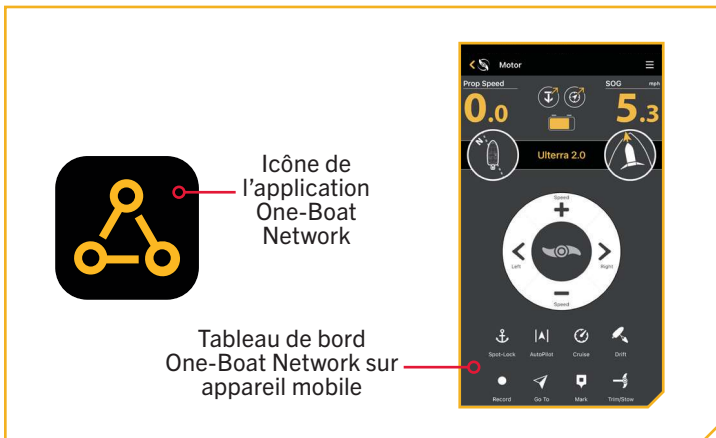 Icône de
l'application
One-Boat
Network
Tableau de bord
One-Boat Network sur
appareil mobile
Motor
Prop Speed
SOG mph
0.0
5.3
N
Ulterra 2.0
Speed
+
Left
Right
−
Speed
Spot-Lock AutoPilot Cruise Drift
Record Go To Mark Trim/Stow